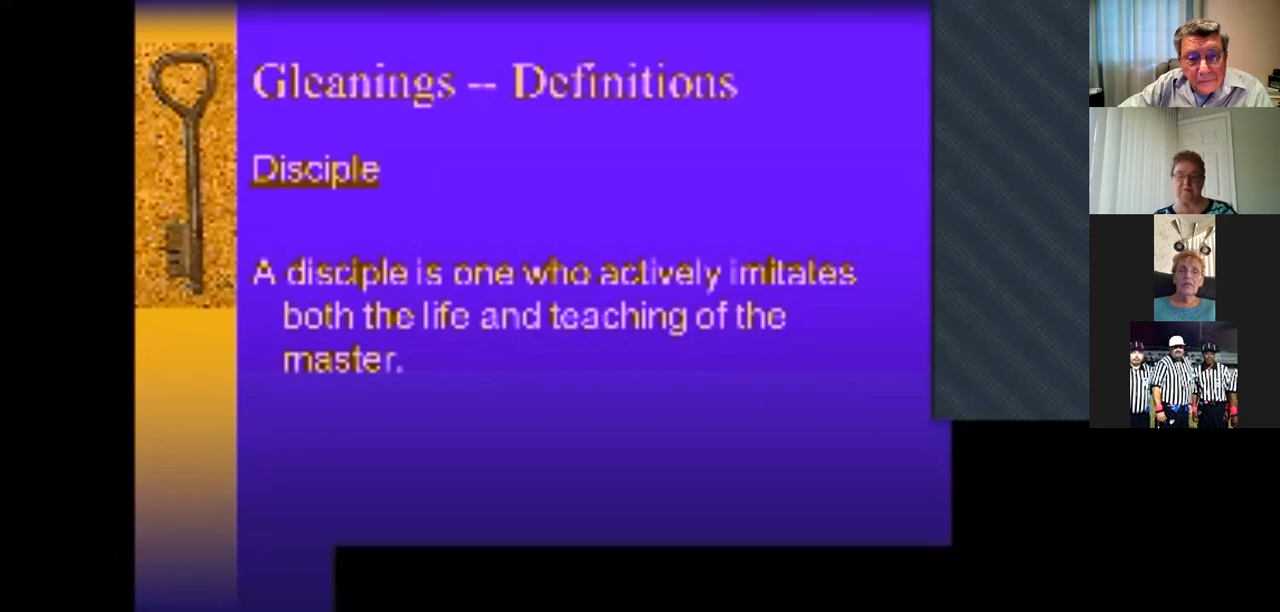 Gleanings -- Definitions
Disciple
A disciple is one who actively imitates
both the life and teaching of the
master.